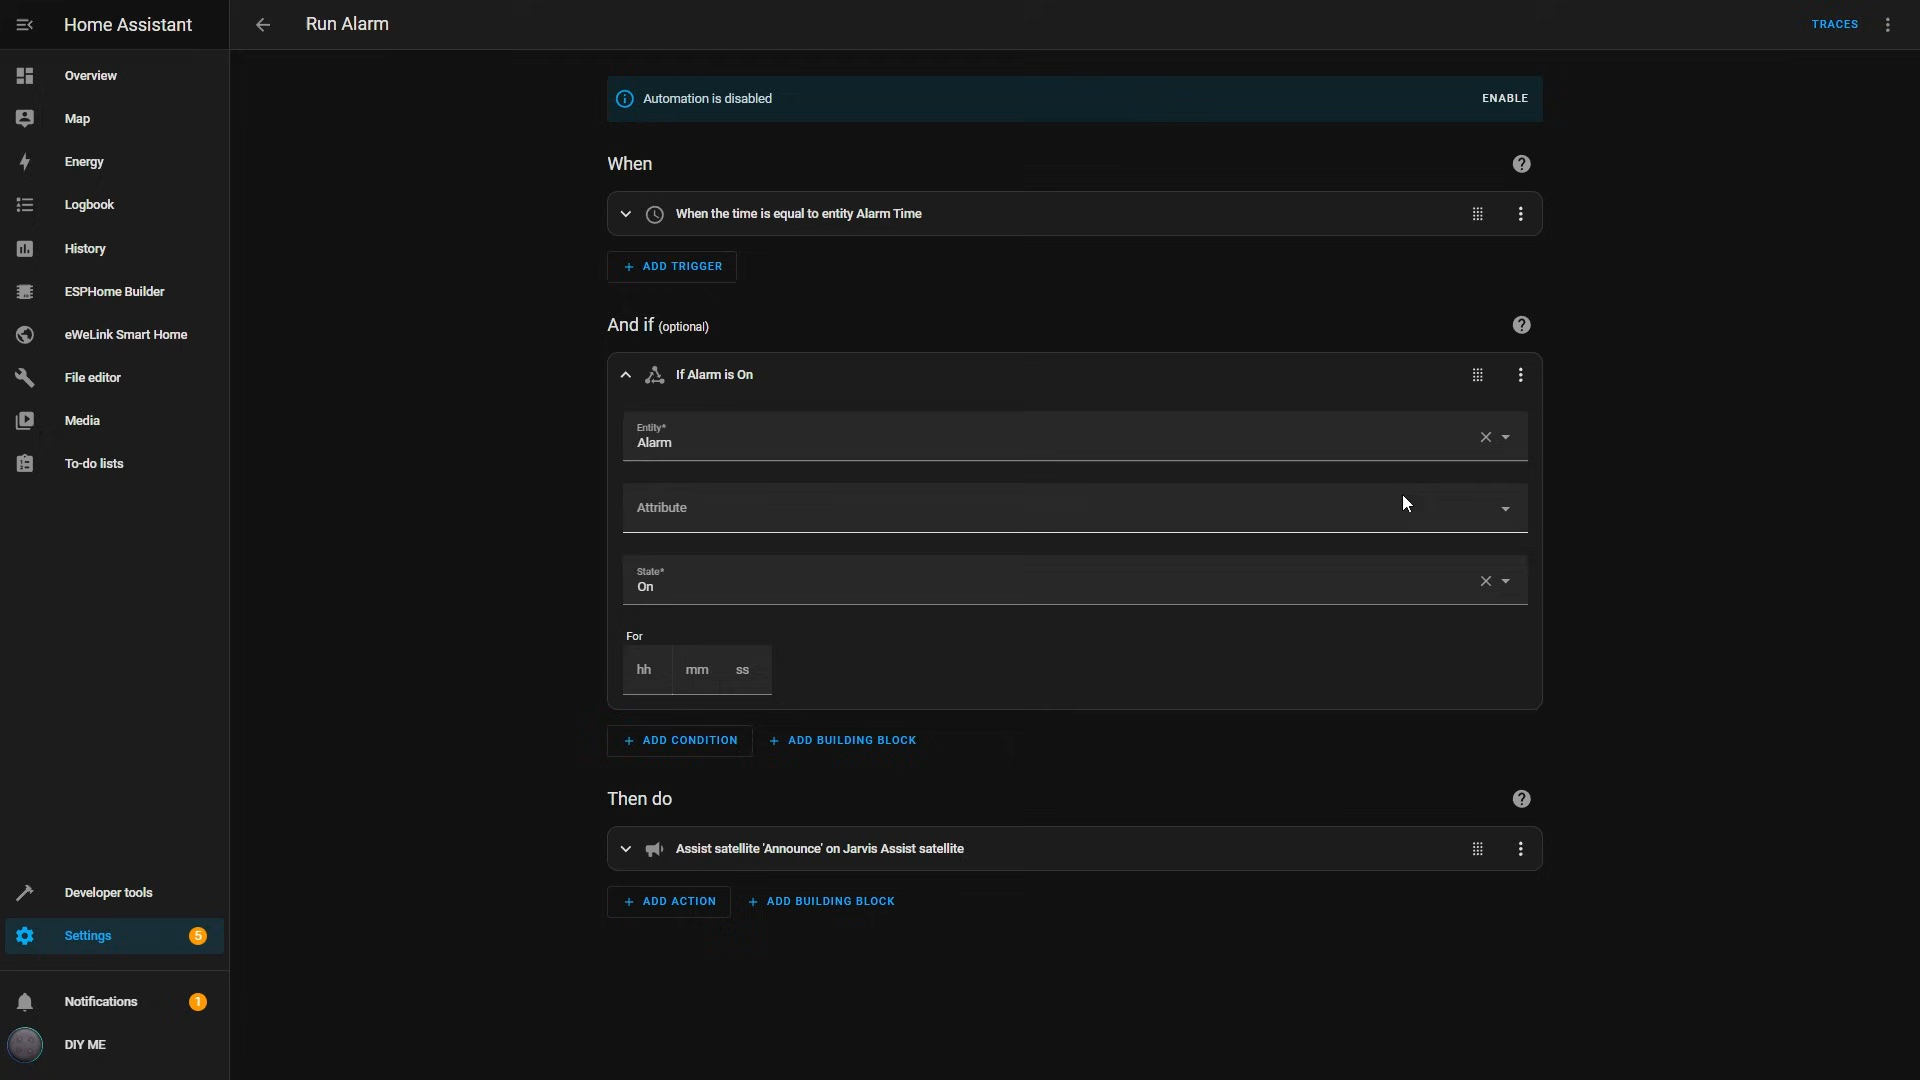 Home Assistant
Run Alarm
TRACES
Overview
Map
Energy
Logbook
History
ESPHome Builder
eWeLink Smart Home
File editor
Media
To-do lists
Developer tools
Settings 5
Notifications 1
DIY ME
Automation is disabled ENABLE
When
When the time is equal to entity Alarm Time
+ ADD TRIGGER
And if (optional)
If Alarm is On
Entity*
Alarm
Attribute
State*
On
For
hh mm ss
+ ADD CONDITION + ADD BUILDING BLOCK
Then do
Assist satellite 'Announce' on Jarvis Assist satellite
+ ADD ACTION + ADD BUILDING BLOCK